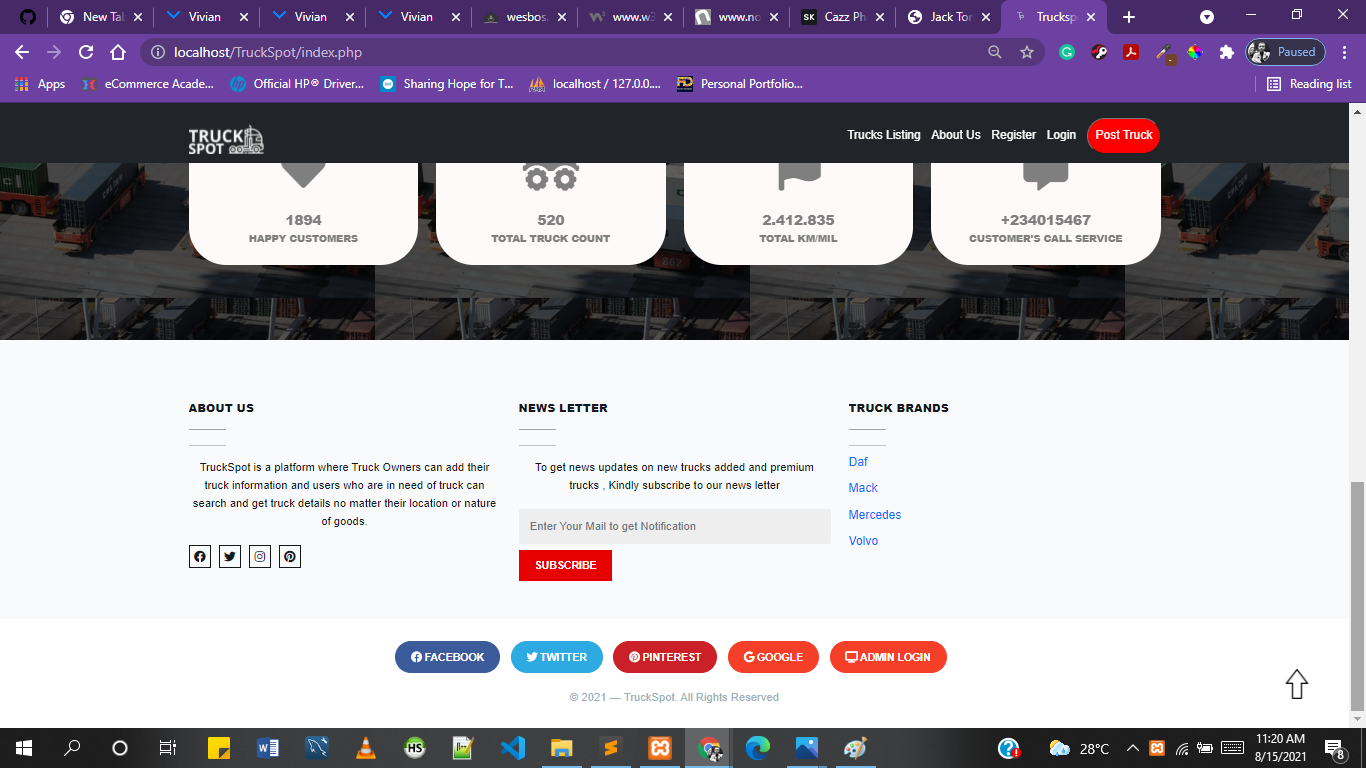 New Tal
Vivian
Vivian
Vivian
wesbos.
www.w3
www.no
Cazz Ph
Jack Tor
Trucksp
localhost/TruckSpot/index.php
Paused
Apps
eCommerce Acade...
Official HP® Driver...
Sharing Hope for T...
localhost / 127.0.0....
Personal Portfolio...
Reading list
TRUCK
SPOT
Trucks Listing
About Us
Register
Login
Post Truck
1894
HAPPY CUSTOMERS
520
TOTAL TRUCK COUNT
2.412.835
TOTAL KM/MIL
+234015467
CUSTOMER'S CALL SERVICE
ABOUT US
TruckSpot is a platform where Truck Owners can add their
truck information and users who are in need of truck can
search and get truck details no matter their location or nature
of goods.
NEWS LETTER
To get news updates on new trucks added and premium
trucks , Kindly subscribe to our news letter
Enter Your Mail to get Notification
SUBSCRIBE
TRUCK BRANDS
Daf
Mack
Mercedes
Volvo
FACEBOOK
TWITTER
PINTEREST
GOOGLE
ADMIN LOGIN
© 2021 — TruckSpot. All Rights Reserved
28°C
11:20 AM
8/15/2021
8